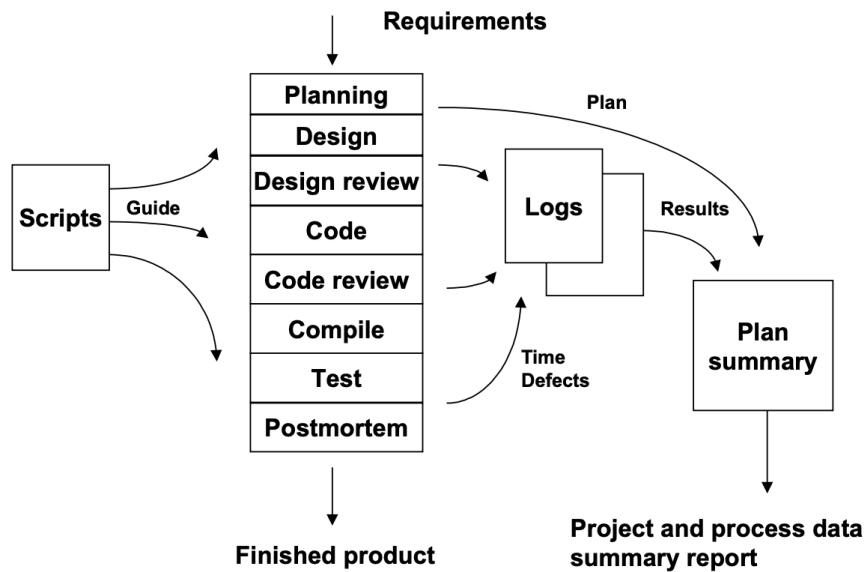 Requirements
Planning
Plan
Design
Design review
Scripts
Guide
Logs
Results
Code
Code review
Compile
Plan
summary
Time
Defects
Test
Postmortem
Finished product
Project and process data
summary report